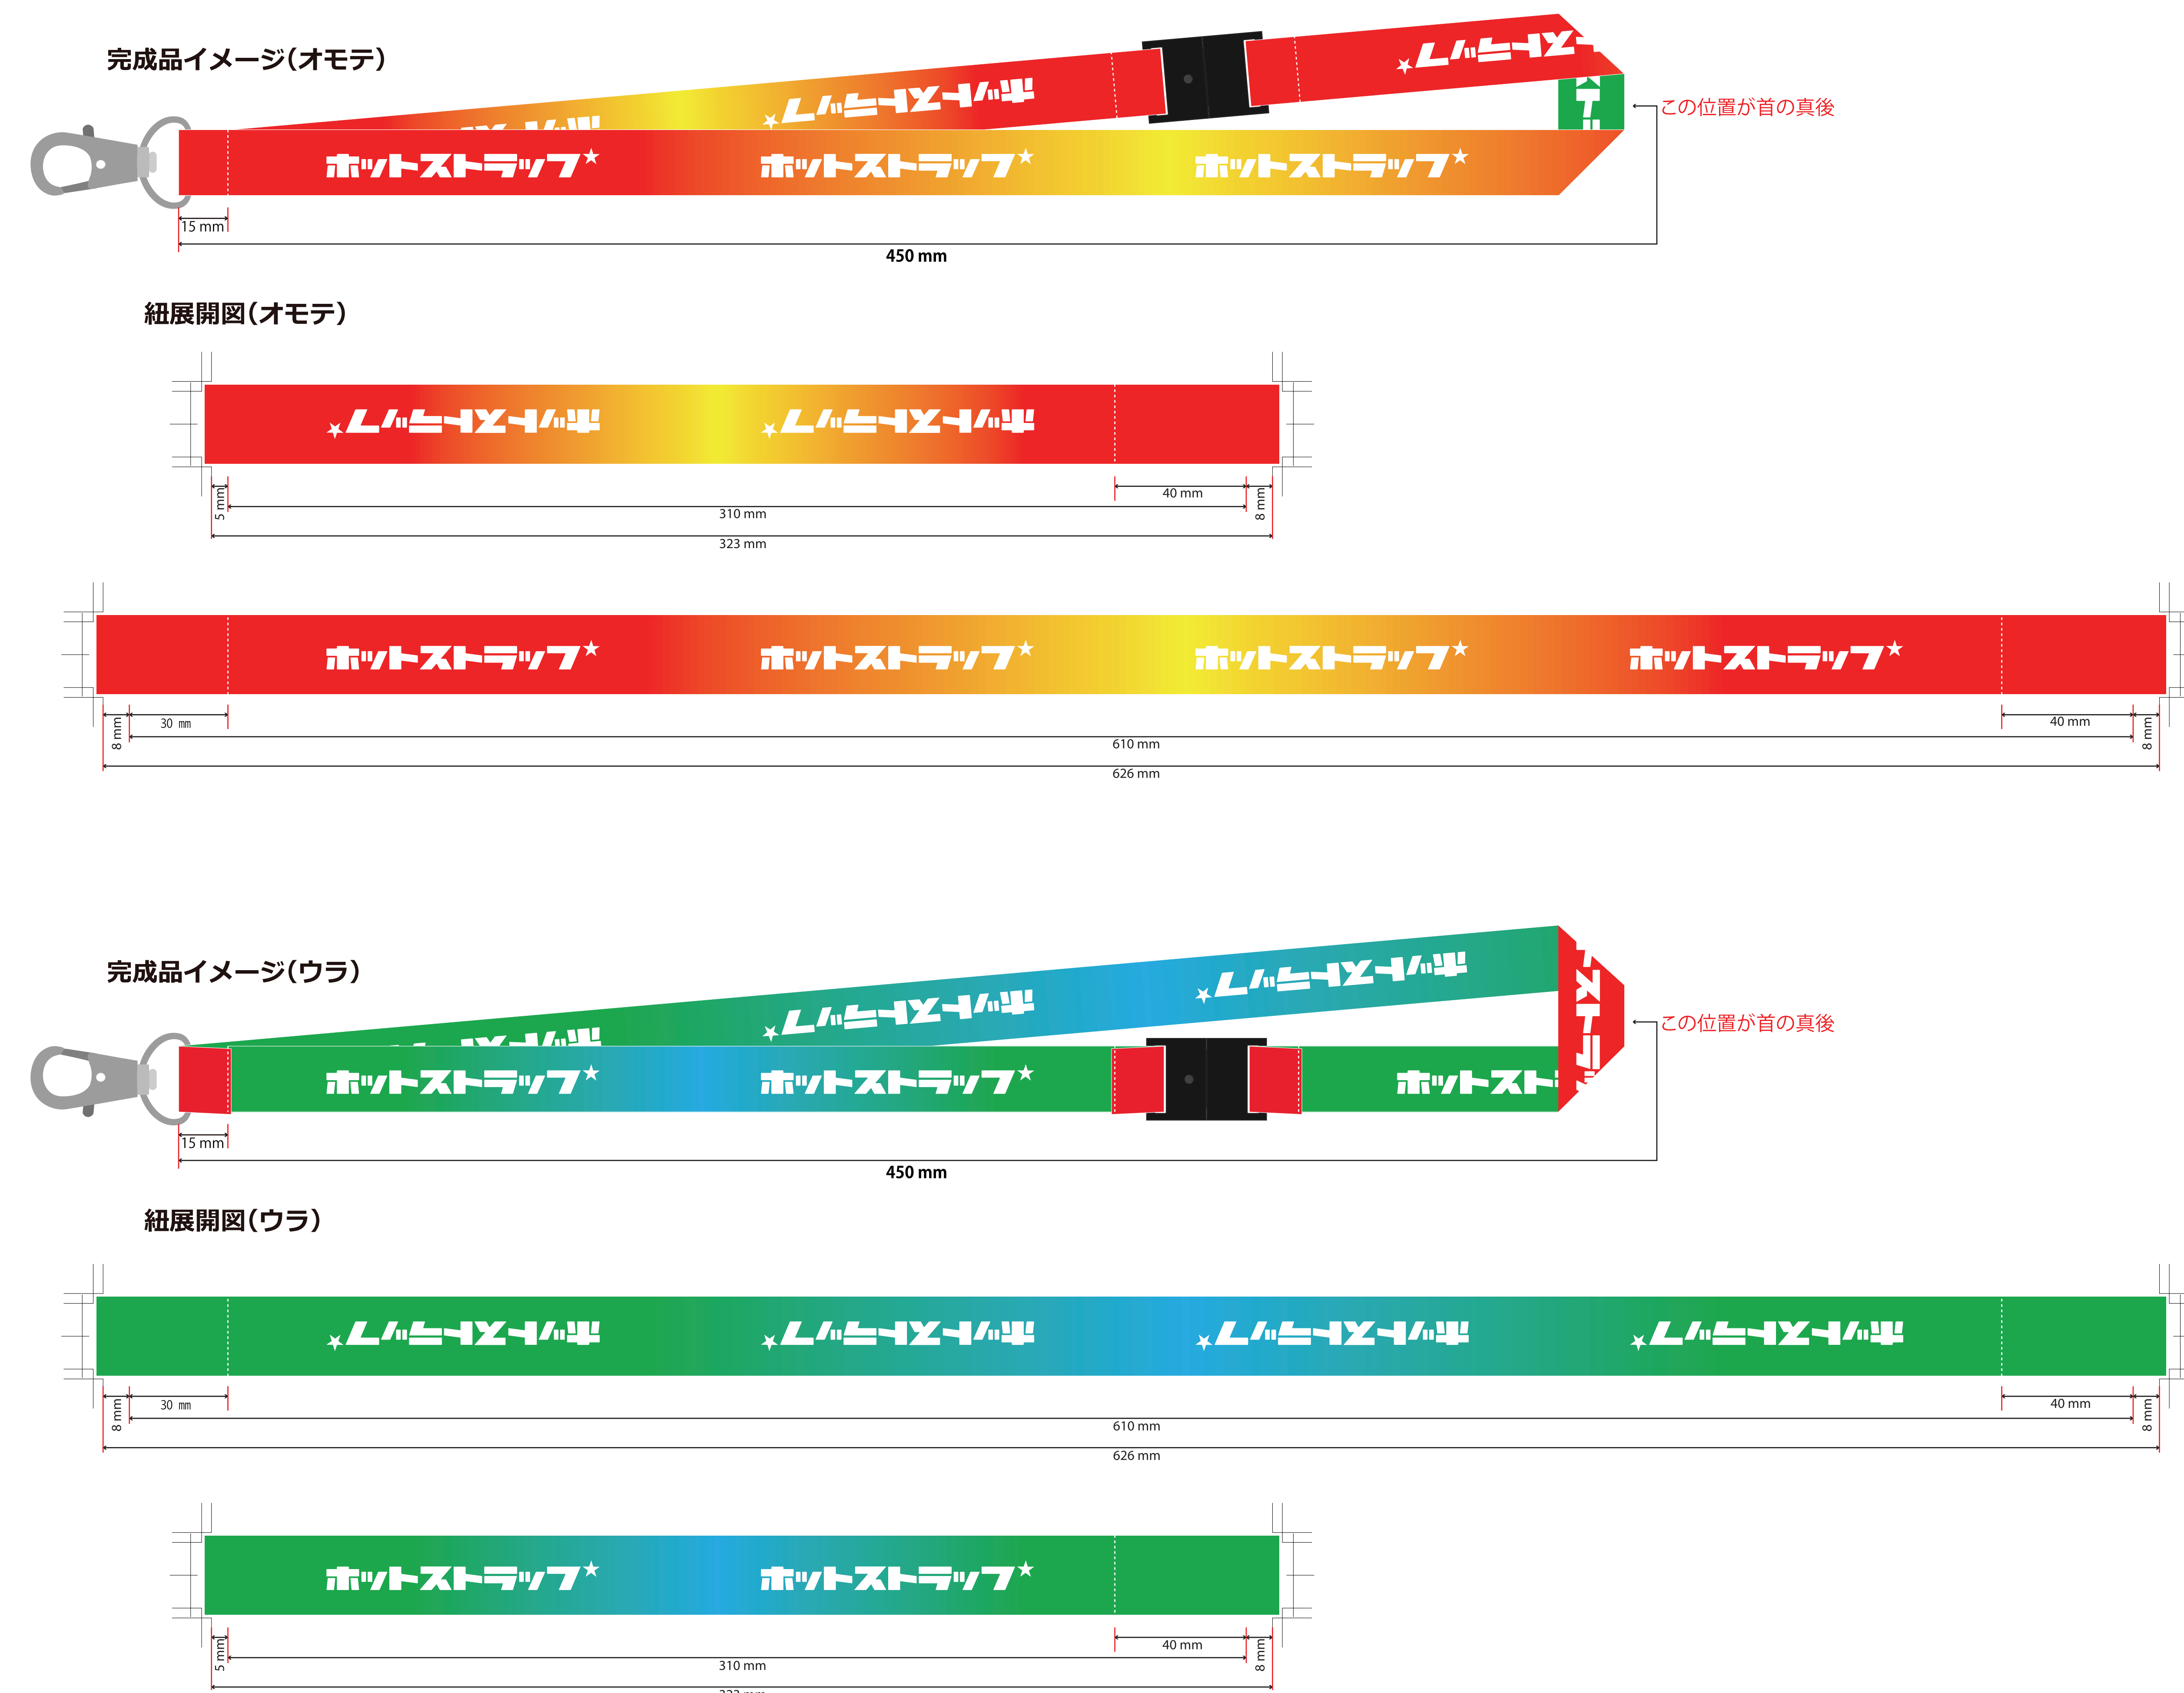 完成品イメージ（オモテ）
ホットストラップ★
ホットストラップ★
この位置が首の真後
ホットストラップ★ ホットストラップ★ ホットストラップ★
15 mm
450 mm
紐展開図（オモテ）
ホットストラップ★ ホットストラップ★
5 mm
40 mm
8 mm
310 mm
323 mm
ホットストラップ★ ホットストラップ★ ホットストラップ★ ホットストラップ★
8 mm
30 mm
40 mm
8 mm
610 mm
626 mm
完成品イメージ（ウラ）
ホットストラップ★ ホットストラップ★
この位置が首の真後
ホットストラップ★ ホットストラップ★ ホットスト
15 mm
450 mm
紐展開図（ウラ）
ホットストラップ★ ホットストラップ★ ホットストラップ★ ホットストラップ★
8 mm
30 mm
40 mm
8 mm
610 mm
626 mm
ホットストラップ★ ホットストラップ★
5 mm
40 mm
8 mm
310 mm